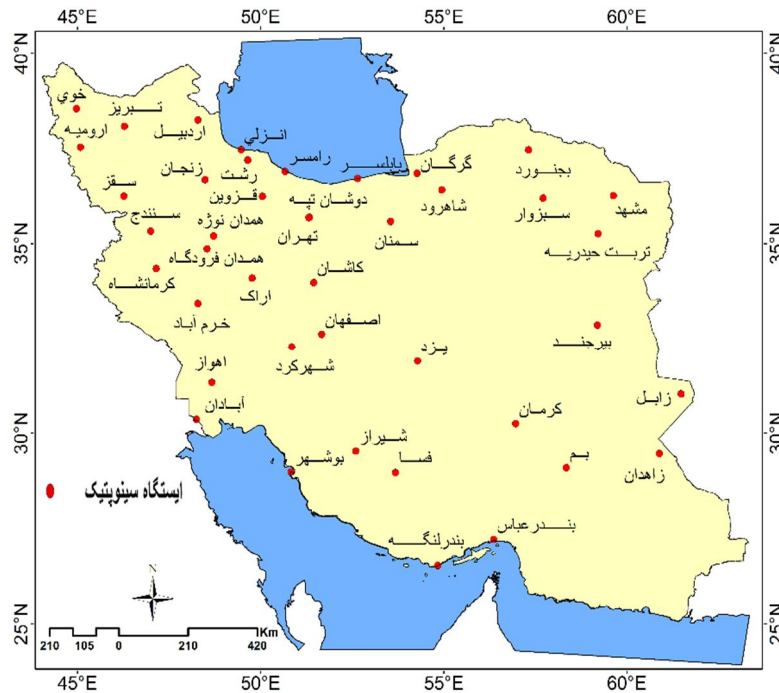 45°E 50°E 55°E 60°E
40°N 40°N
خوي
تبريز
اردبيل
اروميه
انزلي
رشت
رامسر
بابلسر
گرگان
بجنورد
زنجان
قزوين
دوشان تپه
شاهرود
سبزوار
مشهد
سقز
سنندج
همدان نوژه
تهران
سمنان
تربت حيدريه
35°N 35°N
همدان فرودگاه
كرمانشاه
اراک
كاشان
خرم آباد
اصفهان
شهركرد
يزد
بيرجند
اهواز
آبادان
كرمان
زابل
30°N 30°N
شيراز
فسا
بوشهر
بم
زاهدان
ایستگاه سینوپتیک
بندرعباس
بندرلنگه
N
25°N 25°N
210 105 0 210 420 Km
45°E 50°E 55°E 60°E